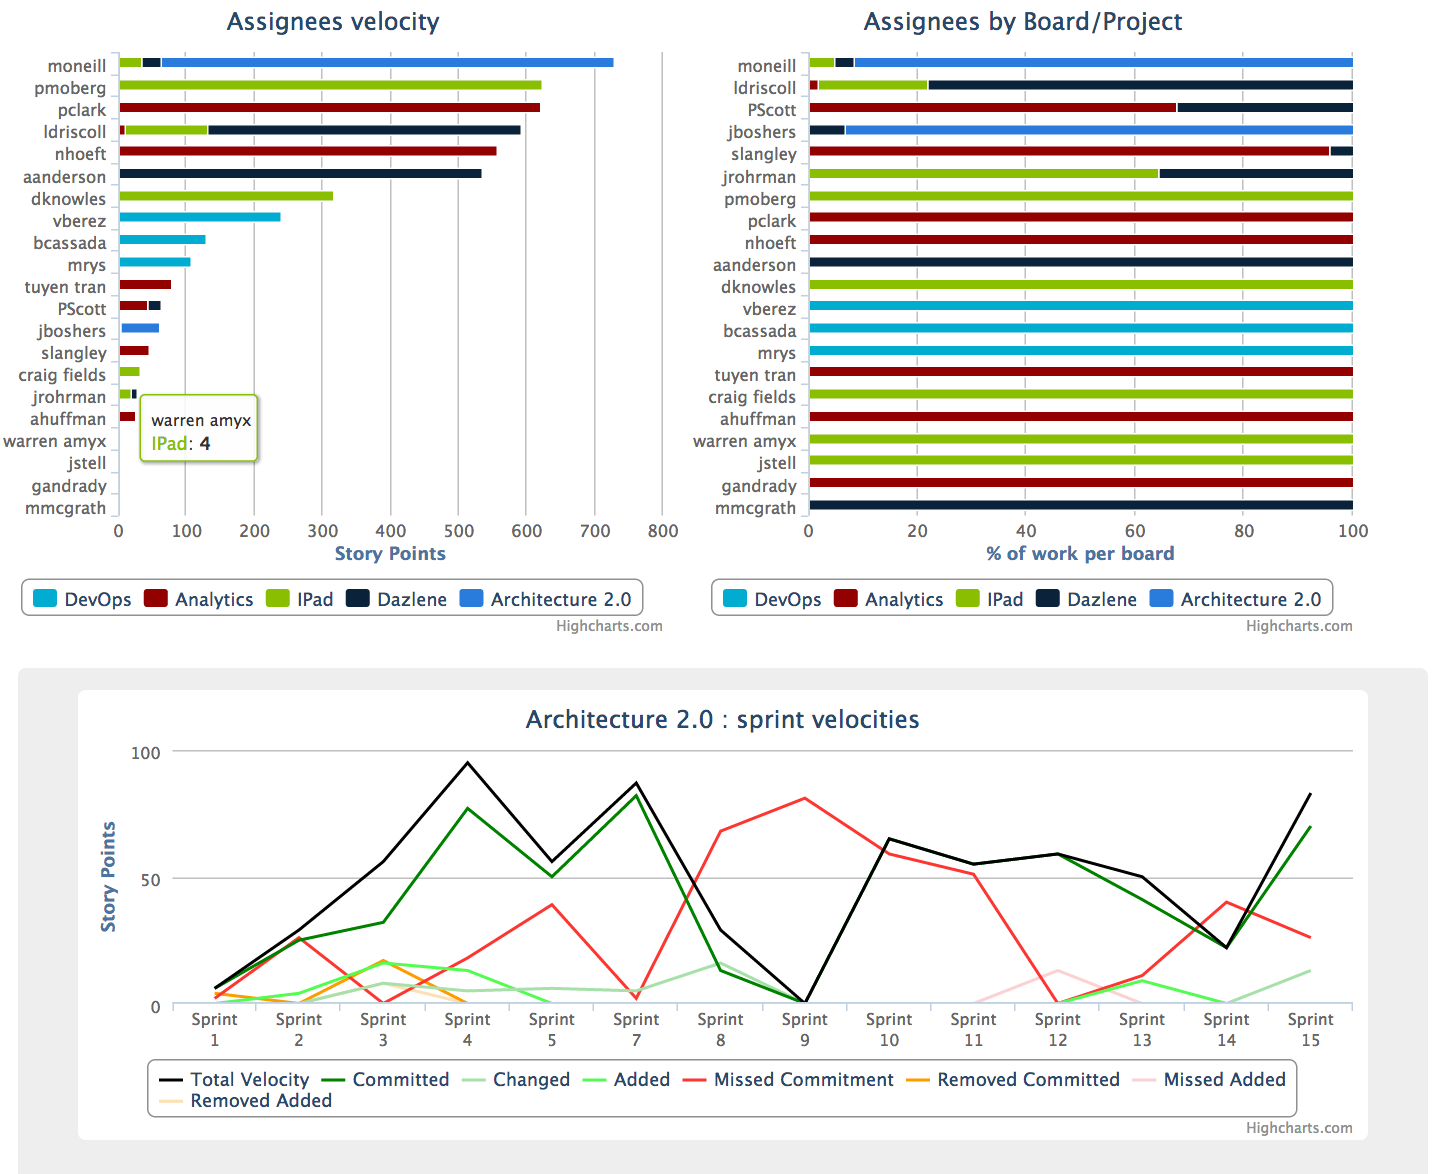 Assignees velocity
moneill
pmoberg
pclark
ldriscoll
nhoeft
aanderson
dknowles
vberez
bcassada
mrys
tuyen tran
PScott
jboshers
slangley
craig fields
jrohrman
ahuffman
warren amyx
jstell
gandrady
mmcgrath
warren amyx
IPad: 4
0 100 200 300 400 500 600 700 800
Story Points
DevOps Analytics IPad Dazlene Architecture 2.0
Highcharts.com
Assignees by Board/Project
moneill
ldriscoll
PScott
jboshers
slangley
jrohrman
pmoberg
pclark
nhoeft
aanderson
dknowles
vberez
bcassada
mrys
tuyen tran
craig fields
ahuffman
warren amyx
jstell
gandrady
mmcgrath
0 20 40 60 80 100
% of work per board
DevOps Analytics IPad Dazlene Architecture 2.0
Highcharts.com
Architecture 2.0 : sprint velocities
Story Points
100
50
0
Sprint Sprint Sprint Sprint Sprint Sprint Sprint Sprint Sprint Sprint Sprint Sprint Sprint Sprint
1 2 3 4 5 7 8 9 10 11 12 13 14 15
Total Velocity Committed Changed Added Missed Commitment Removed Committed Missed Added
Removed Added
Highcharts.com